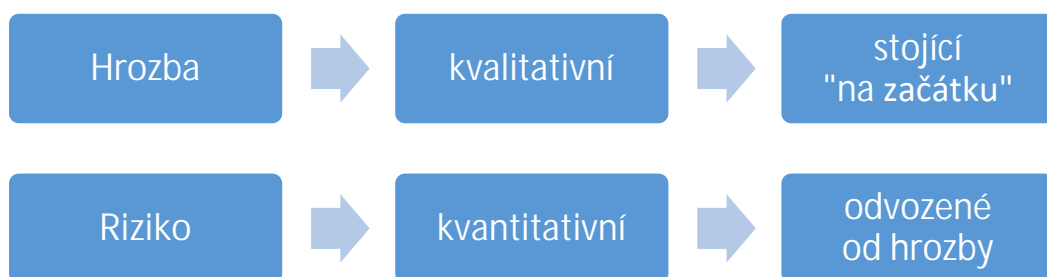 Hrozba
kvalitativní
stojící
"na začátku"
Riziko
kvantitativní
odvozené
od hrozby